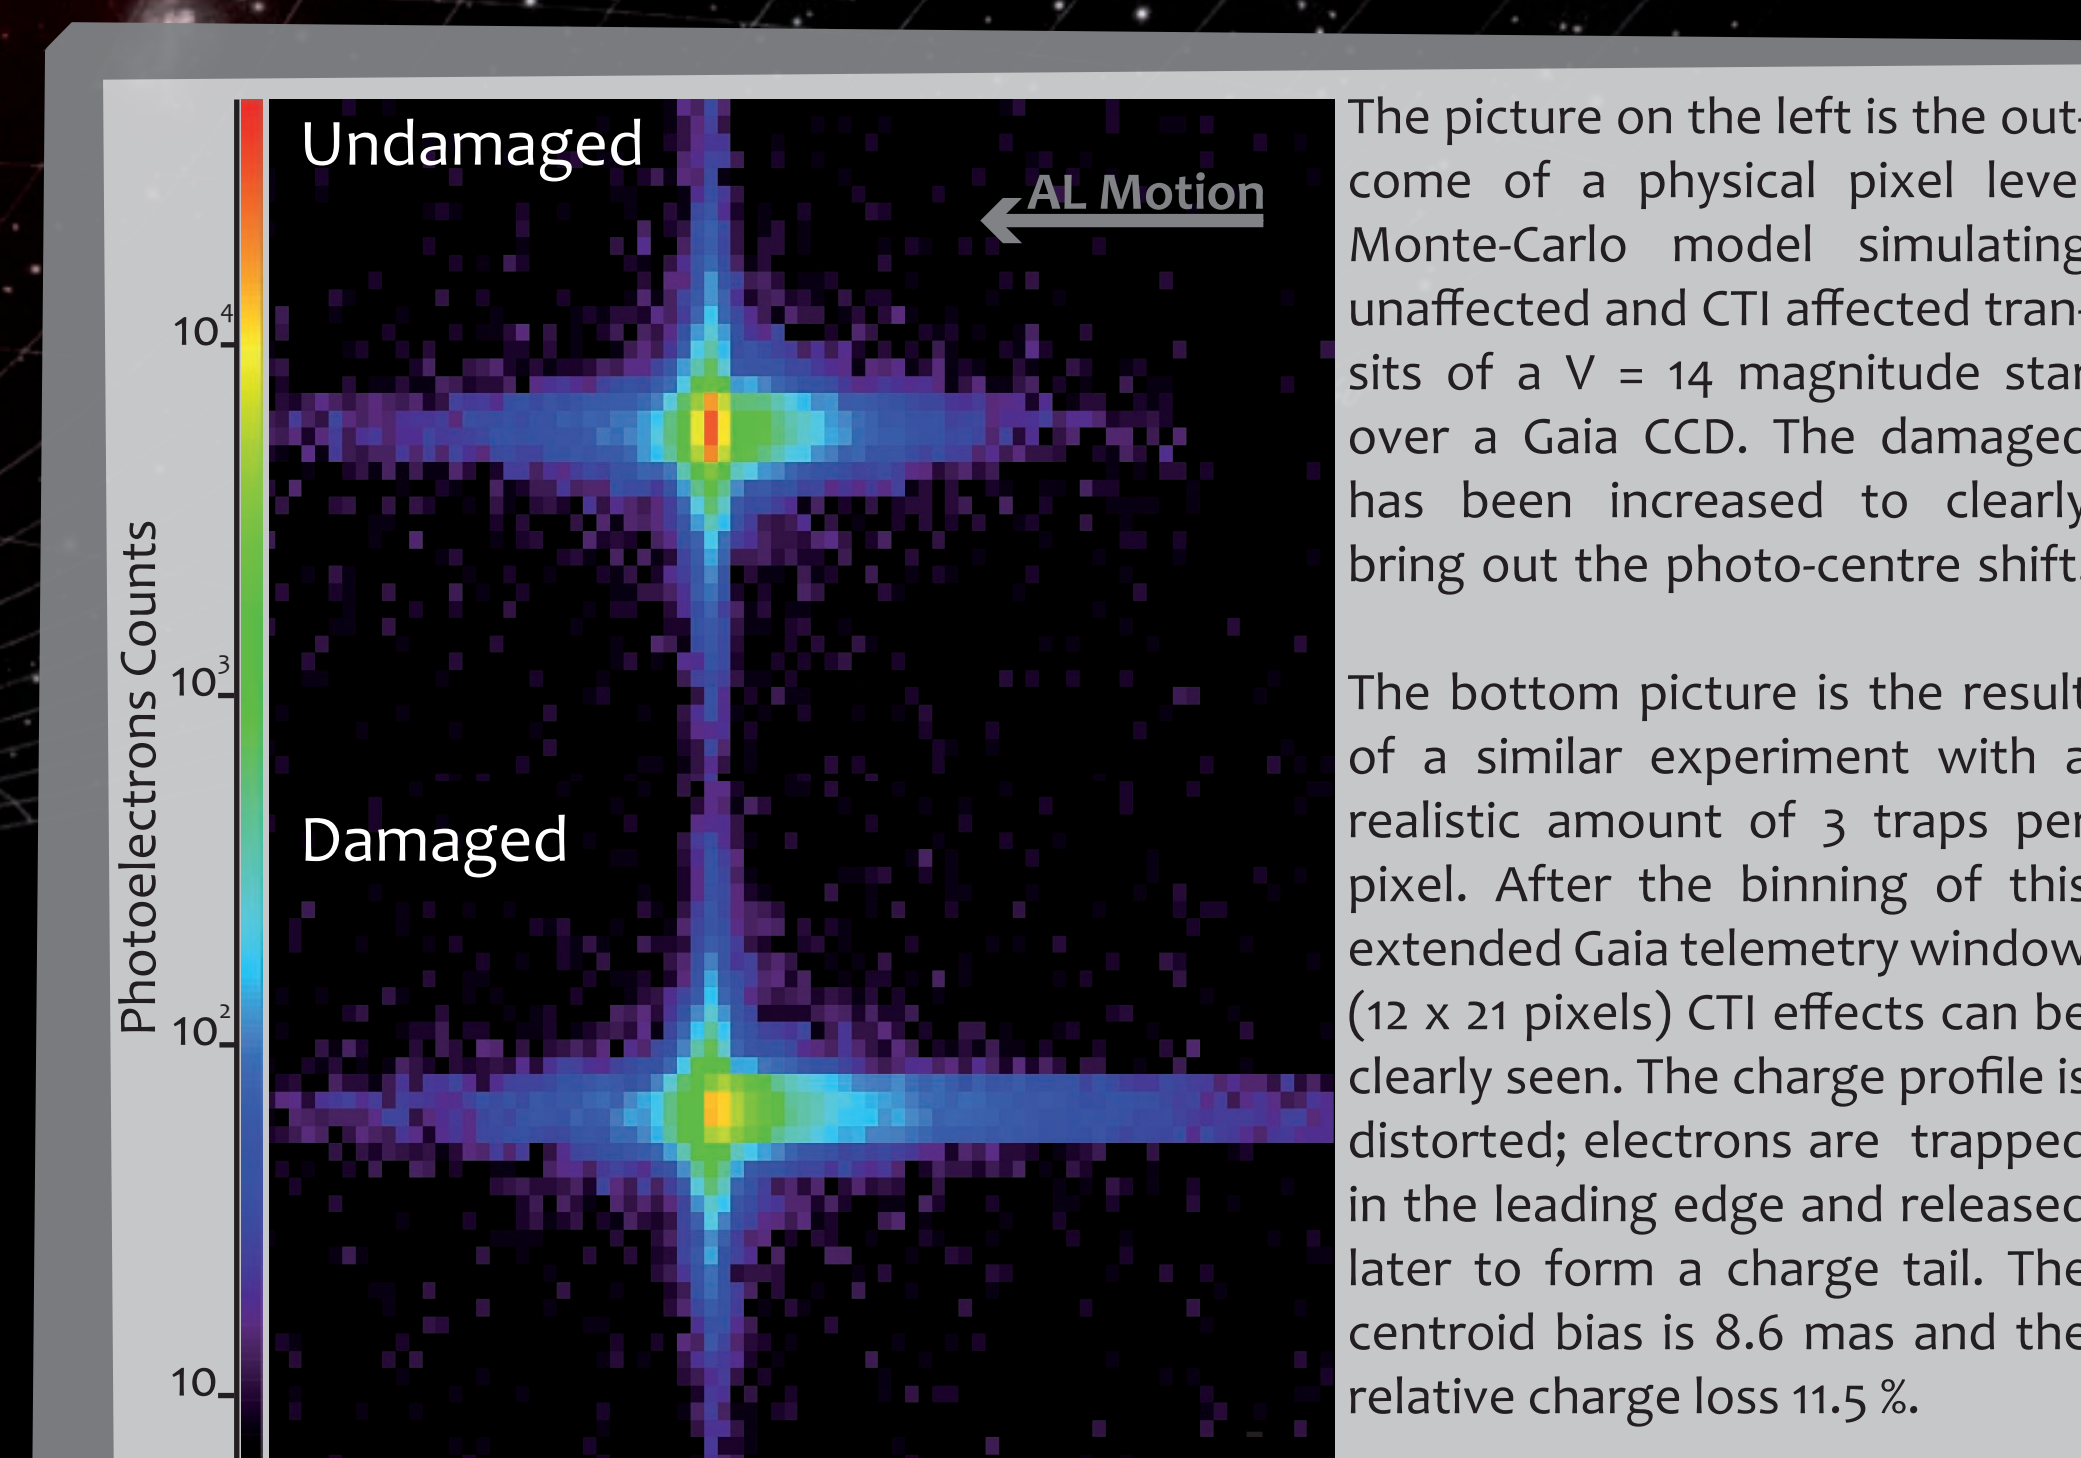 Undamaged
AL Motion
Damaged
Photoelectrons Counts
10⁴
10³
10²
10
The picture on the left is the out-
come of a physical pixel level
Monte-Carlo model simulating
unaffected and CTI affected tran-
sits of a V = 14 magnitude star
over a Gaia CCD. The damaged
has been increased to clearly
bring out the photo-centre shift.
The bottom picture is the result
of a similar experiment with a
realistic amount of 3 traps per
pixel. After the binning of this
extended Gaia telemetry window
(12 x 21 pixels) CTI effects can be
clearly seen. The charge profile is
distorted; electrons are trapped
in the leading edge and released
later to form a charge tail. The
centroid bias is 8.6 mas and the
relative charge loss 11.5 %.